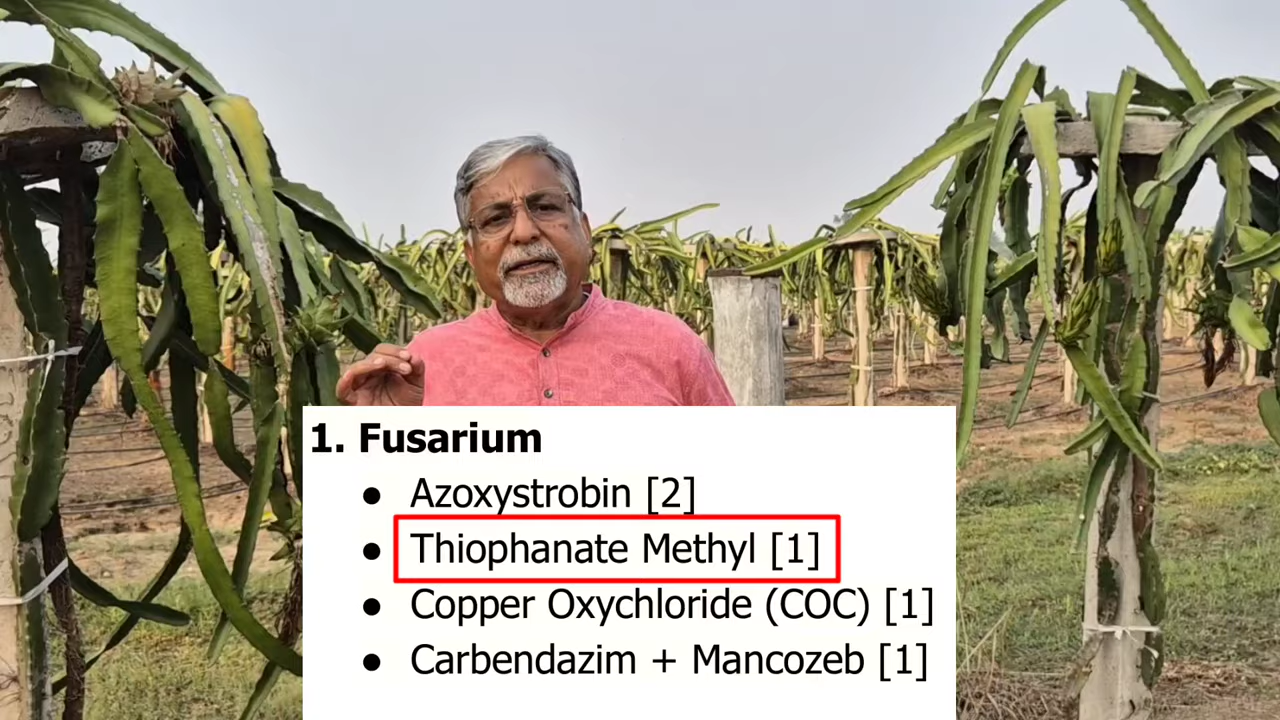 1. Fusarium
● Azoxystrobin [2]
● Thiophanate Methyl [1]
● Copper Oxychloride (COC) [1]
● Carbendazim + Mancozeb [1]